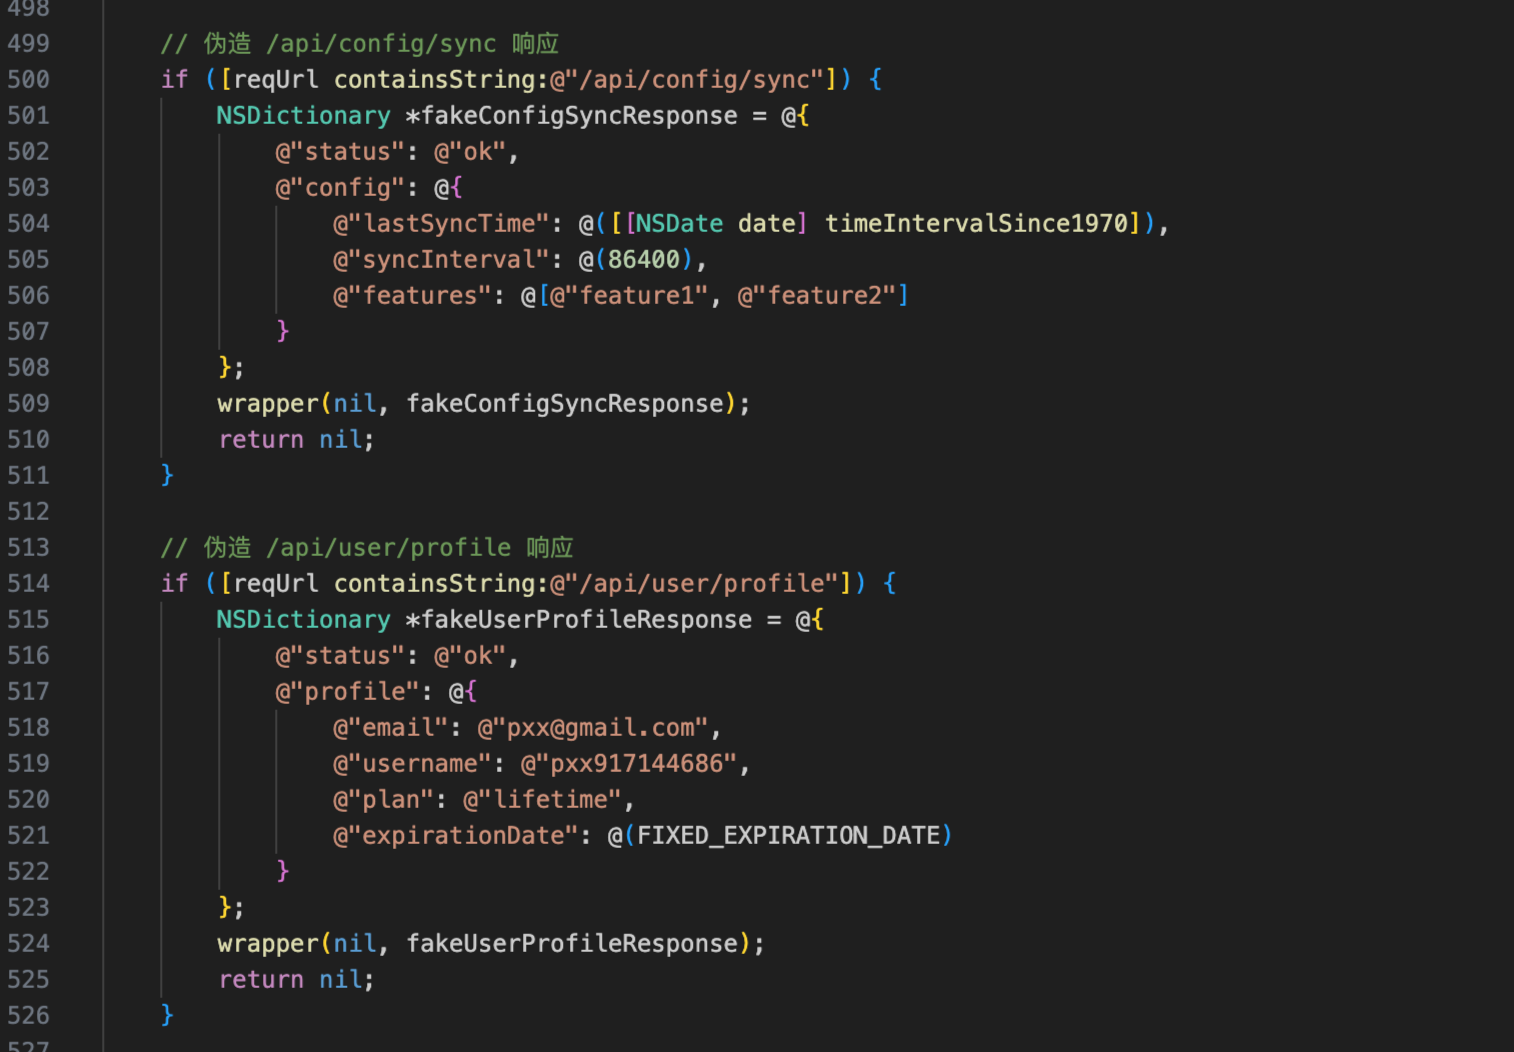 498
499 // 伪造 /api/config/sync 响应
500 if ([reqUrl containsString:@"/api/config/sync"]) {
501 NSDictionary *fakeConfigSyncResponse = @{
502 @"status": @"ok",
503 @"config": @{
504 @"lastSyncTime": @([[NSDate date] timeIntervalSince1970]),
505 @"syncInterval": @(86400),
506 @"features": @[@"feature1", @"feature2"]
507 }
508 };
509 wrapper(nil, fakeConfigSyncResponse);
510 return nil;
511 }
512
513 // 伪造 /api/user/profile 响应
514 if ([reqUrl containsString:@"/api/user/profile"]) {
515 NSDictionary *fakeUserProfileResponse = @{
516 @"status": @"ok",
517 @"profile": @{
518 @"email": @"pxx@gmail.com",
519 @"username": @"pxx917144686",
520 @"plan": @"lifetime",
521 @"expirationDate": @(FIXED_EXPIRATION_DATE)
522 }
523 };
524 wrapper(nil, fakeUserProfileResponse);
525 return nil;
526 }
527